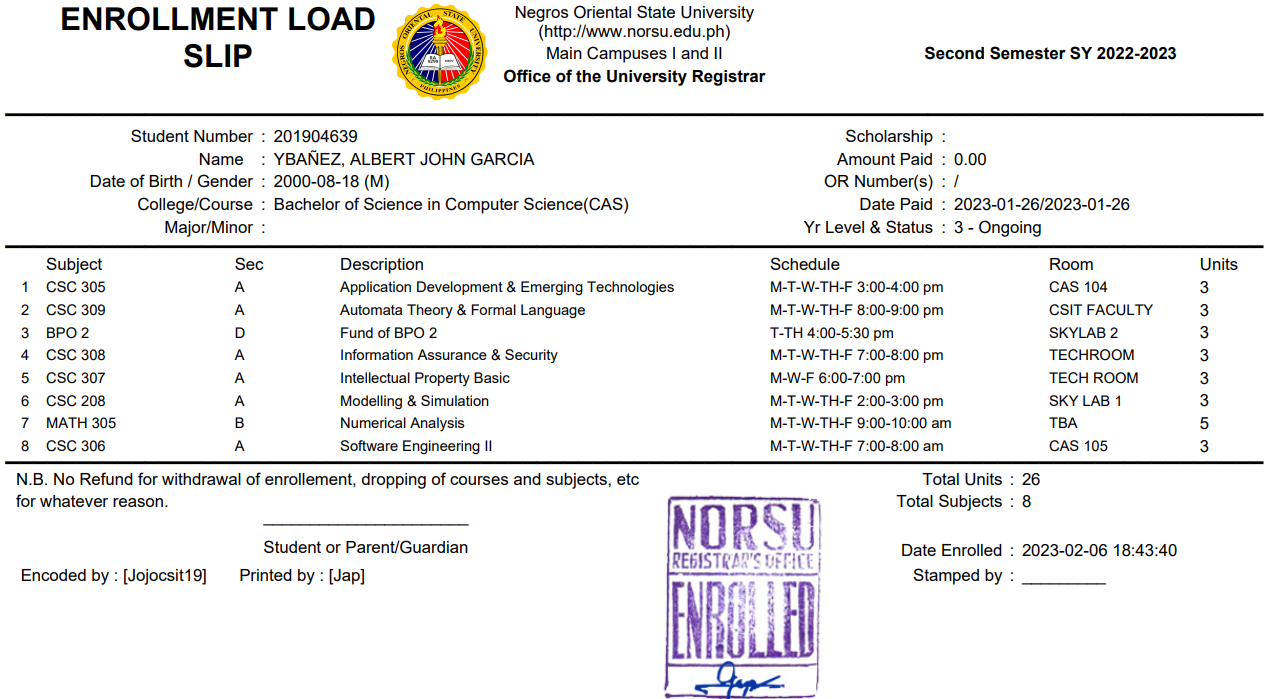 ENROLLMENT LOAD
SLIP
ORIENTAL STATE
NEGROS UNIVERSITY
PHILIPPINES
Negros Oriental State University
(http://www.norsu.edu.ph)
Main Campuses I and II
Office of the University Registrar
Second Semester SY 2022-2023
Student Number : 201904639
Name : YBAÑEZ, ALBERT JOHN GARCIA
Date of Birth / Gender : 2000-08-18 (M)
College/Course : Bachelor of Science in Computer Science(CAS)
Major/Minor :
Scholarship :
Amount Paid : 0.00
OR Number(s) : /
Date Paid : 2023-01-26/2023-01-26
Yr Level & Status : 3 - Ongoing
Subject Sec Description Schedule Room Units
1 CSC 305 A Application Development & Emerging Technologies M-T-W-TH-F 3:00-4:00 pm CAS 104 3
2 CSC 309 A Automata Theory & Formal Language M-T-W-TH-F 8:00-9:00 pm CSIT FACULTY 3
3 BPO 2 D Fund of BPO 2 T-TH 4:00-5:30 pm SKYLAB 2 3
4 CSC 308 A Information Assurance & Security M-T-W-TH-F 7:00-8:00 pm TECHROOM 3
5 CSC 307 A Intellectual Property Basic M-W-F 6:00-7:00 pm TECH ROOM 3
6 CSC 208 A Modelling & Simulation M-T-W-TH-F 2:00-3:00 pm SKY LAB 1 3
7 MATH 305 B Numerical Analysis M-T-W-TH-F 9:00-10:00 am TBA 5
8 CSC 306 A Software Engineering II M-T-W-TH-F 7:00-8:00 am CAS 105 3
N.B. No Refund for withdrawal of enrollement, dropping of courses and subjects, etc
for whatever reason.
Student or Parent/Guardian
Encoded by : [Jojocsit19] Printed by : [Jap]
NORSU
REGISTRAR'S OFFICE
ENROLLED
Total Units : 26
Total Subjects : 8
Date Enrolled : 2023-02-06 18:43:40
Stamped by : __________